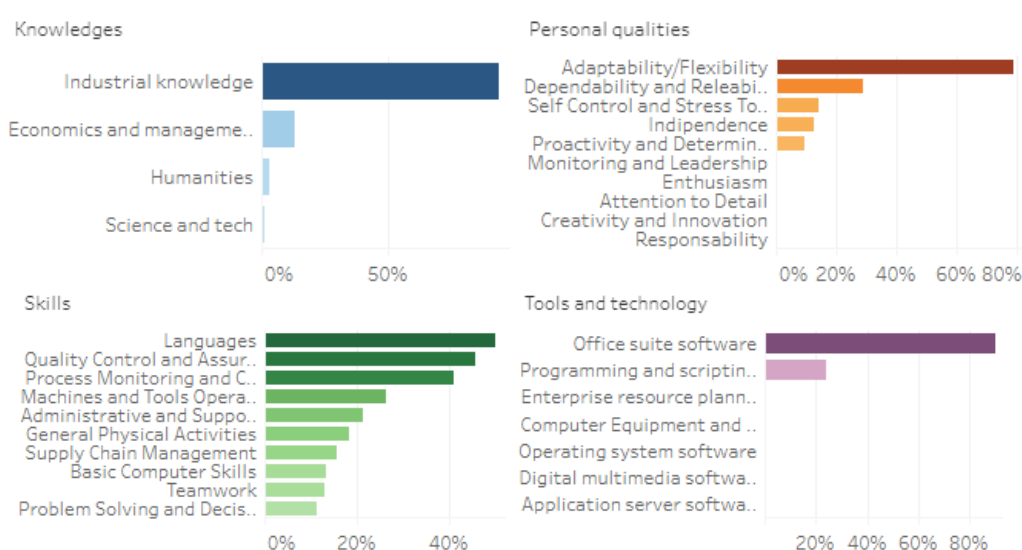 Knowledges
Industrial knowledge
Economics and manageme..
Humanities
Science and tech
0% 50%
Personal qualities
Adaptability/Flexibility
Dependability and Releabi..
Self Control and Stress To..
Indipendence
Proactivity and Determin..
Monitoring and Leadership
Enthusiasm
Attention to Detail
Creativity and Innovation
Responsability
0% 20% 40% 60% 80%
Skills
Languages
Quality Control and Assur..
Process Monitoring and C..
Machines and Tools Opera..
Administrative and Suppo..
General Physical Activities
Supply Chain Management
Basic Computer Skills
Teamwork
Problem Solving and Decis..
0% 20% 40%
Tools and technology
Office suite software
Programming and scriptin..
Enterprise resource plann..
Computer Equipment and ..
Operating system software
Digital multimedia softwa..
Application server softwa..
20% 40% 60% 80%